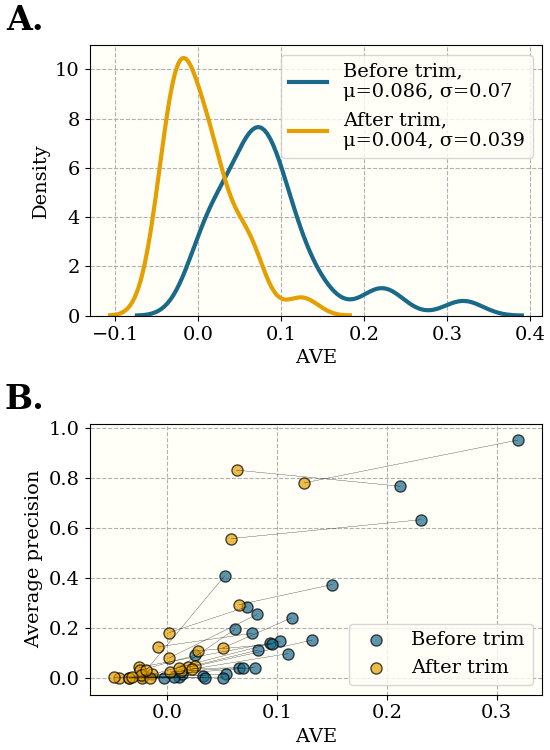 A.
10
8
6
4
2
0
Density
Before trim,
μ=0.086, σ=0.07
After trim,
μ=0.004, σ=0.039
−0.1 0.0 0.1 0.2 0.3 0.4
AVE
B.
1.0
0.8
0.6
0.4
0.2
0.0
Average precision
Before trim
After trim
0.0 0.1 0.2 0.3
AVE